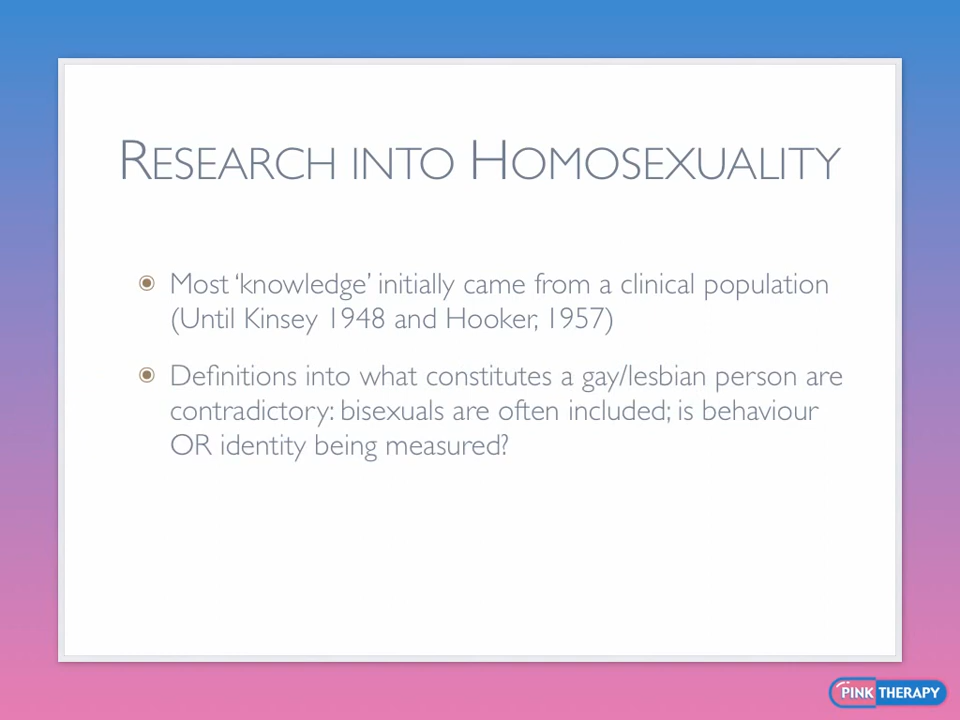 RESEARCH INTO HOMOSEXUALITY
Most ‘knowledge’ initially came from a clinical population
(Until Kinsey 1948 and Hooker, 1957)
Definitions into what constitutes a gay/lesbian person are
contradictory: bisexuals are often included; is behaviour
OR identity being measured?
PINK THERAPY